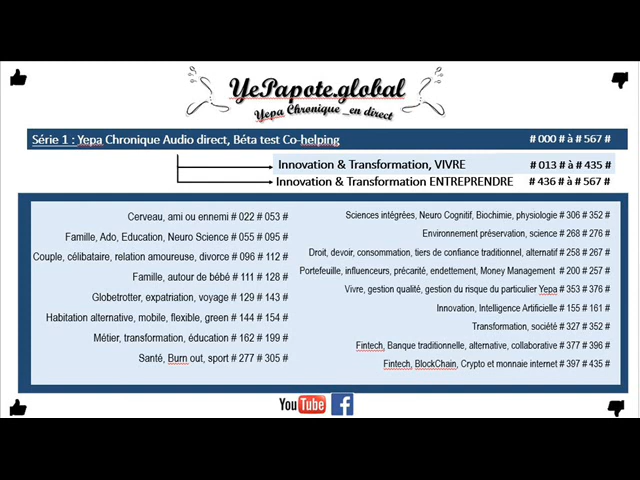 YePapote.global
Yepa Chronique _en direct
Série 1 : Yepa Chronique Audio direct, Béta test Co-helping # 000 # à # 567 #
Innovation & Transformation, VIVRE # 013 # à # 435 #
Innovation & Transformation ENTREPRENDRE # 436 # à # 567 #
Cerveau, ami ou ennemi # 022 # 053 #
Famille, Ado, Education, Neuro Science # 055 # 095 #
Couple, célibataire, relation amoureuse, divorce # 096 # 112 #
Famille, autour de bébé # 111 # 128 #
Globetrotter, expatriation, voyage # 129 # 143 #
Habitation alternative, mobile, flexible, green # 144 # 154 #
Métier, transformation, éducation # 162 # 199 #
Santé, Burn out, sport # 277 # 305 #
Sciences intégrées, Neuro Cognitif, Biochimie, physiologie # 306 # 352 #
Environnement préservation, science # 268 # 276 #
Droit, devoir, consommation, tiers de confiance traditionnel, alternatif # 258 # 267 #
Portefeuille, influenceurs, précarité, endettement, Money Management # 200 # 257 #
Vivre, gestion qualité, gestion du risque du particulier Yepa # 353 # 376 #
Innovation, Intelligence Artificielle # 155 # 161 #
Transformation, société # 327 # 352 #
Fintech, Banque traditionnelle, alternative, collaborative # 377 # 396 #
Fintech, BlockChain, Crypto et monnaie internet # 397 # 435 #
YouTube f